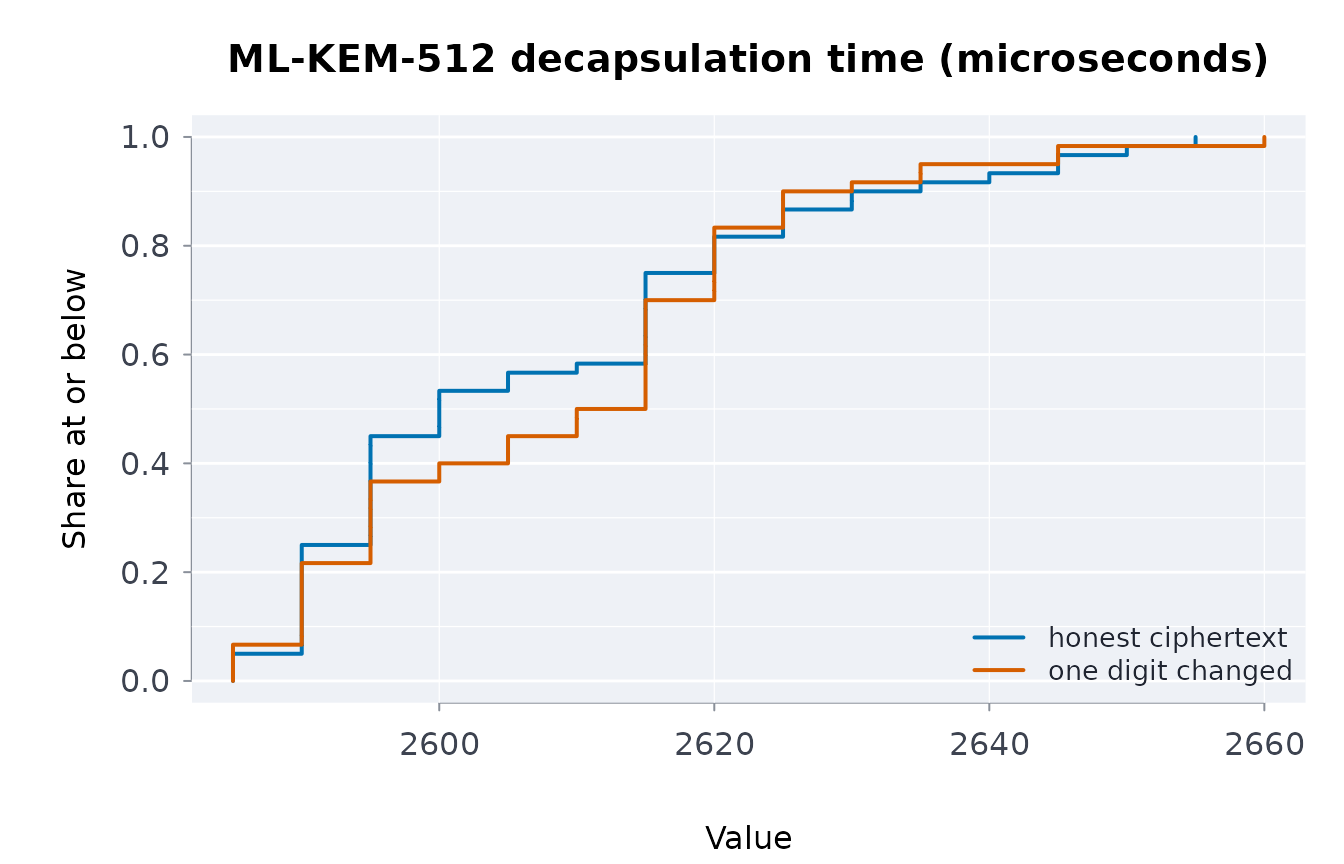 ML-KEM-512 decapsulation time (microseconds)
1.0
0.8
0.6
0.4
0.2
0.0
Share at or below
honest ciphertext
one digit changed
2600 2620 2640 2660
Value